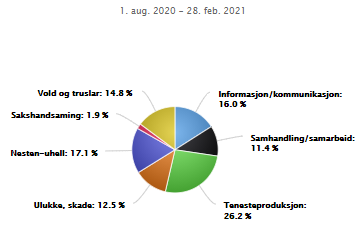 1. aug. 2020 - 28. feb. 2021
Vold og truslar: 14.8 %
Informasjon/kommunikasjon:
16.0 %
Sakshandsaming: 1.9 %
Samhandling/samarbeid:
11.4 %
Nesten-uhell: 17.1 %
Ulukke, skade: 12.5 %
Tenesteproduksjon:
26.2 %